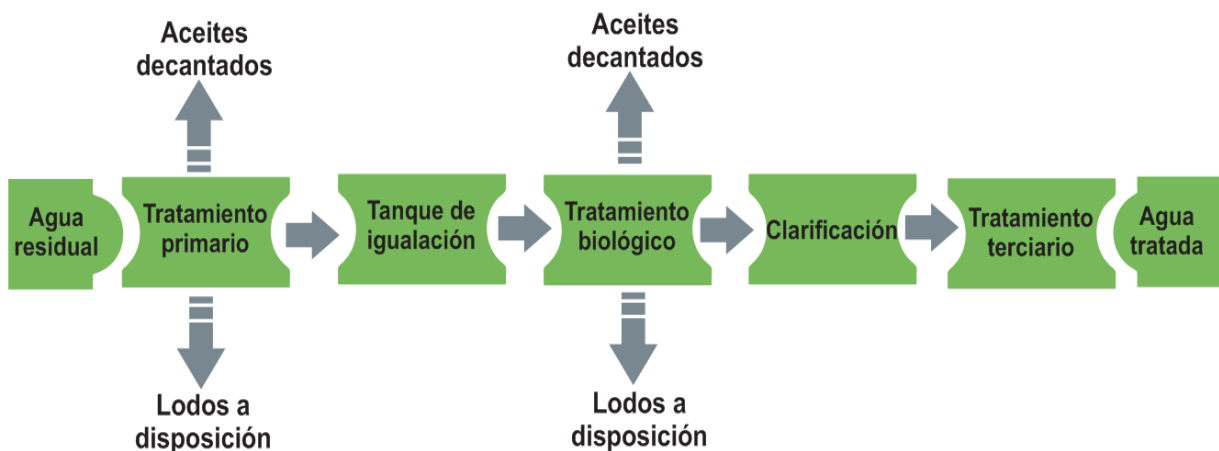 Aceites
decantados
Aceites
decantados
Agua
residual
Tratamiento
primario
Tanque de
igualación
Tratamiento
biológico
Clarificación
Tratamiento
terciario
Agua
tratada
Lodos a
disposición
Lodos a
disposición